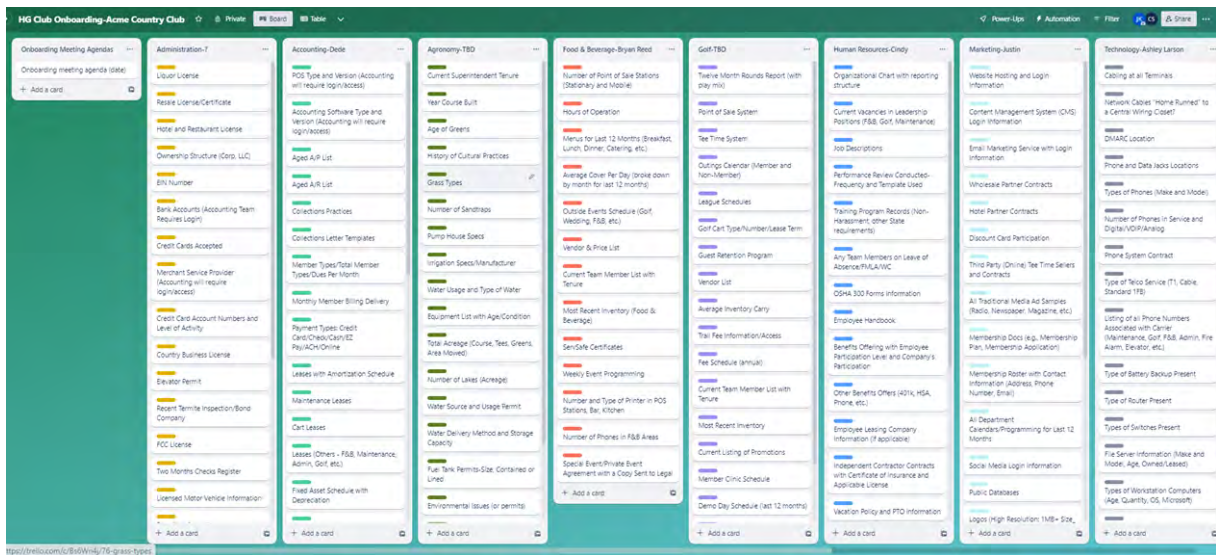 HG Club Onboarding-Acme Country Club
Private
Board
Table
Power-Ups
Automation
Filter
CS
Share
Onboarding Meeting Agendas
Onboarding meeting agenda (date)
+ Add a card
Administration-?
Liquor License
Resale License/Certificate
Hotel and Restaurant License
Ownership Structure (Corp, LLC)
EIN Number
Bank Accounts (Accounting Team
Requires Login)
Credit Cards Accepted
Merchant Service Provider
(Accounting will require
login/access)
Credit Card Account Numbers and
Level of Activity
Country Business License
Elevator Permit
Recent Termite Inspection/Bond
Company
FCC License
Two Months Checks Register
Licensed Motor Vehicle Information
+ Add a card
Accounting-Dede
POS Type and Version (Accounting
will require login/access)
Accounting Software Type and
Version (Accounting will require
login/access)
Aged A/P List
Aged A/R List
Collections Practices
Collections Letter Templates
Member Types/Total Member
Types/Dues Per Month
Monthly Member Billing Delivery
Payment Types: Credit
Card/Check/Cash/EZ
Pay/ACH/Online
Leases with Amortization Schedule
Maintenance Leases
Cart Leases
Leases (Others - F&B, Maintenance,
Admin, Golf, etc.)
Fixed Asset Schedule with
Depreciation
+ Add a card
Agronomy-TBD
Current Superintendent Tenure
Year Course Built
Age of Greens
History of Cultural Practices
Grass Types
Number of Sandtraps
Pump House Specs
Irrigation Specs/Manufacturer
Water Usage and Type of Water
Equipment List with Age/Condition
Total Acreage (Course, Tees, Greens,
Area Mowed)
Number of Lakes (Acreage)
Water Source and Usage Permit
Water Delivery Method and Storage
Capacity
Fuel Tank Permits-Size, Contained or
Lined
Environmental Issues (or permits)
+ Add a card
Food & Beverage-Bryan Reed
Number of Point of Sale Stations
(Stationary and Mobile)
Hours of Operation
Menus for Last 12 Months (Breakfast,
Lunch, Dinner, Catering, etc.)
Average Cover Per Day (broke down
by month for last 12 months)
Outside Events Schedule (Golf,
Wedding, F&B, etc.)
Vendor & Price List
Current Team Member List with
Tenure
Most Recent Inventory (Food &
Beverage)
ServSafe Certificates
Weekly Event Programming
Number and Type of Printer in POS
Stations, Bar, Kitchen
Number of Phones in F&B Areas
Special Event/Private Event
Agreement with a Copy Sent to Legal
+ Add a card
Golf-TBD
Twelve Month Rounds Report (with
play mix)
Point of Sale System
Tee Time System
Outings Calendar (Member and
Non-Member)
League Schedules
Golf Cart Type/Number/Lease Term
Guest Retention Program
Vendor List
Average Inventory Carry
Trail Fee Information/Access
Fee Schedule (annual)
Current Team Member List with
Tenure
Most Recent Inventory
Current Listing of Promotions
Member Clinic Schedule
Demo Day Schedule (last 12 months)
+ Add a card
Human Resources-Cindy
Organizational Chart with reporting
structure
Current Vacancies in Leadership
Positions (F&B, Golf, Maintenance)
Job Descriptions
Performance Review Conducted-
Frequency and Template Used
Training Program Records (Non-
Harassment, other State
requirements)
Any Team Members on Leave of
Absence/FMLA/WC
OSHA 300 Forms Information
Employee Handbook
Benefits Offering with Employee
Participation Level and Company's
Participation
Other Benefits Offers (401k, HSA,
Phone, etc.)
Employee Leasing Company
Information (if applicable)
Independent Contractor Contracts
with Certificate of Insurance and
Applicable License
Vacation Policy and PTO Information
+ Add a card
Marketing-Justin
Website Hosting and Login
Information
Content Management System (CMS)
Login Information
Email Marketing Service with Login
Information
Wholesale Partner Contracts
Hotel Partner Contracts
Discount Card Participation
Third Party (Online) Tee Time Sellers
and Contracts
All Traditional Media Ad Samples
(Radio, Newspaper, Magazine, etc.)
Membership Docs (e.g., Membership
Plan, Membership Application)
Membership Roster with Contact
Information (Address, Phone
Number, Email)
All Department
Calendars/Programming for Last 12
Months
Social Media Login Information
Public Databases
Logos (High Resolution: 1MB+ Size,
+ Add a card
Technology-Ashley Larson
Cabling at all Terminals
Network Cables "Home Runned" to
a Central Wiring Closet?
DMARC Location
Phone and Data Jacks Locations
Types of Phones (Make and Model)
Number of Phones in Service and
Digital/VOIP/Analog
Phone System Contract
Type of Telco Service (T1, Cable,
Standard 1FB)
Listing of all Phone Numbers
Associated with Carrier
(Maintenance, Golf, F&B, Admin, Fire
Alarm, Elevator, etc.)
Type of Battery Backup Present
Type of Router Present
Types of Switches Present
File Server Information (Make and
Model, Age, Owned/Leased)
Types of Workstation Computers
(Age, Quantity, OS, Microsoft)
+ Add a card